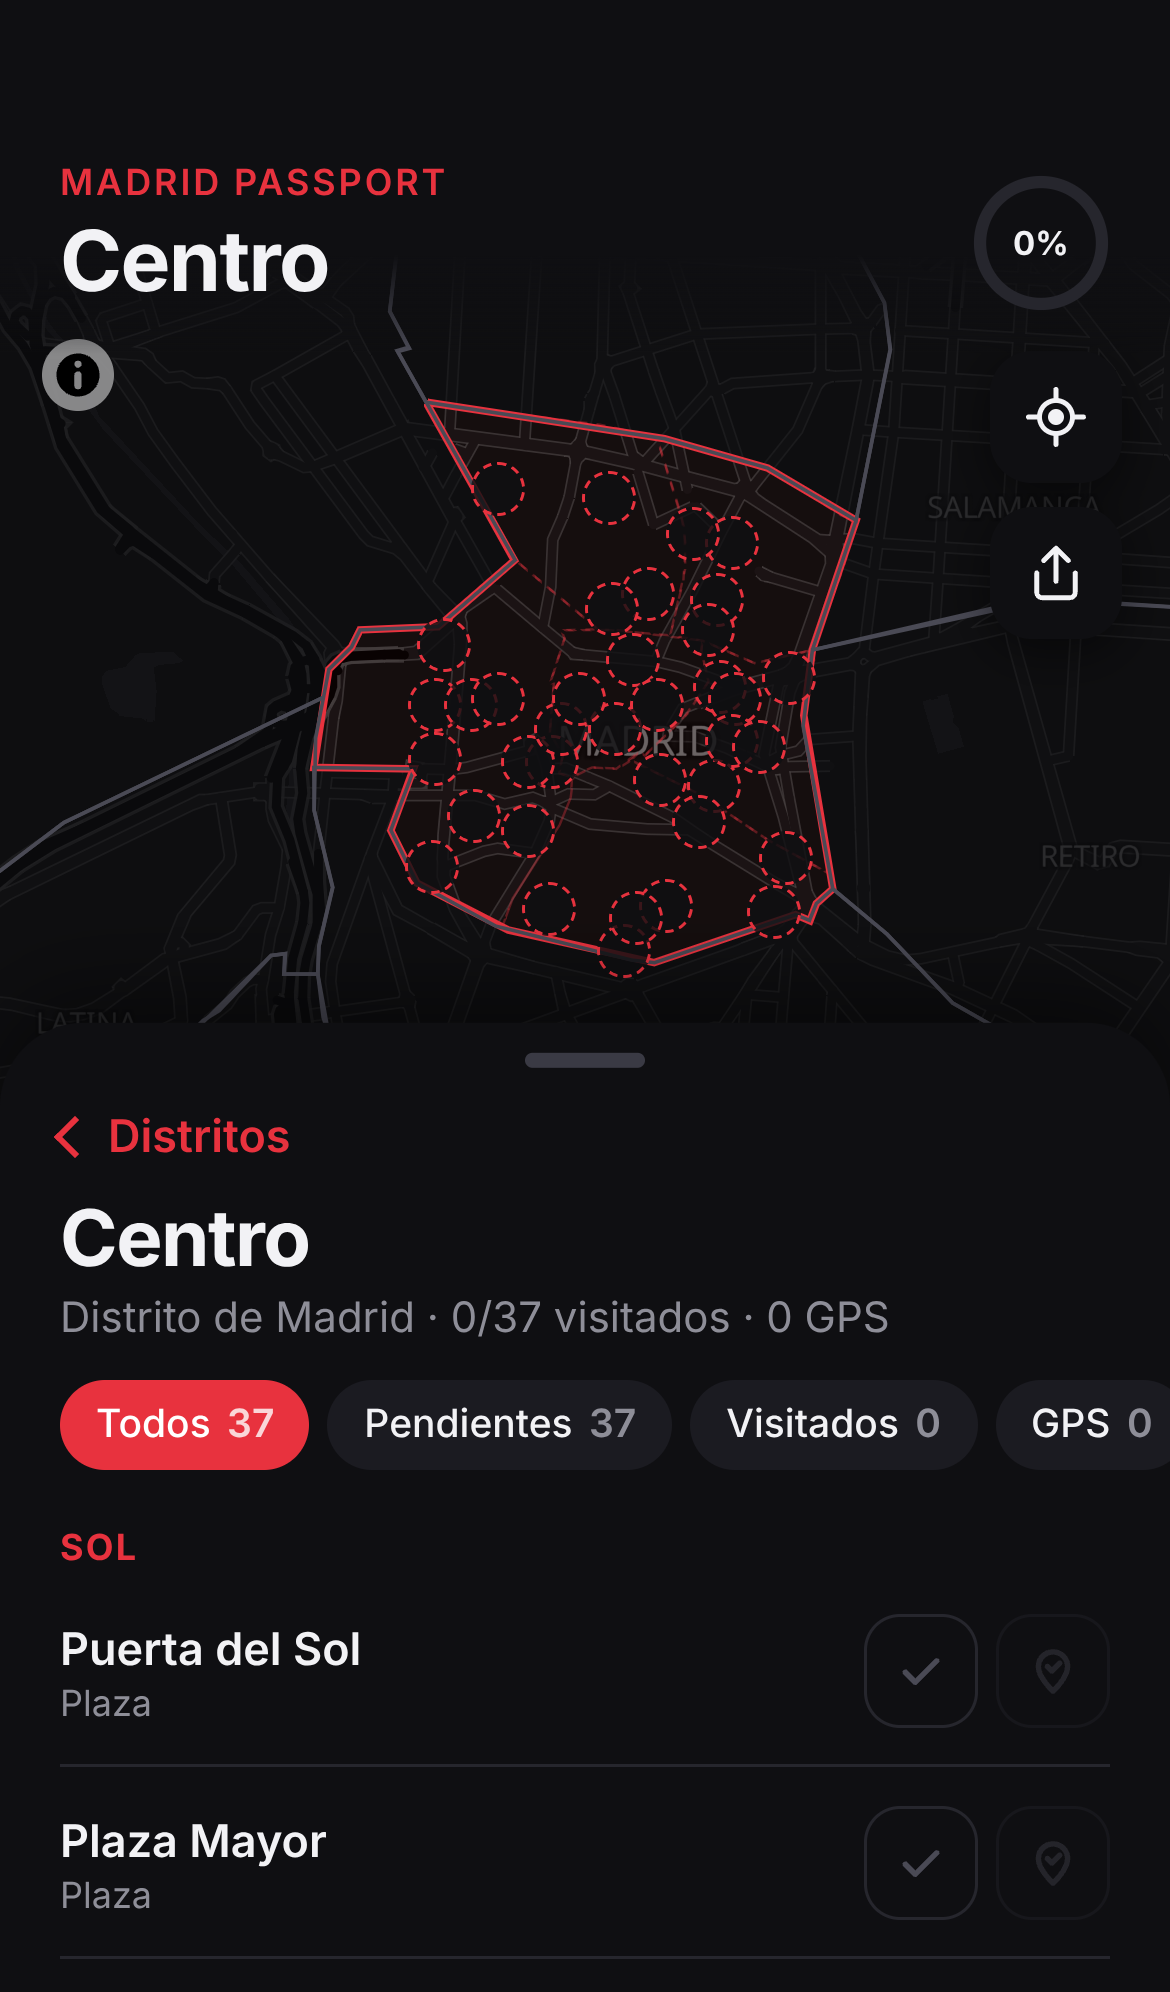 MADRID PASSPORT
Centro
0%
SALAMANCA
MADRID
RETIRO
LATINA
Distritos
Centro
Distrito de Madrid · 0/37 visitados · 0 GPS
Todos 37
Pendientes 37
Visitados 0
GPS 0
SOL
Puerta del Sol
Plaza
Plaza Mayor
Plaza